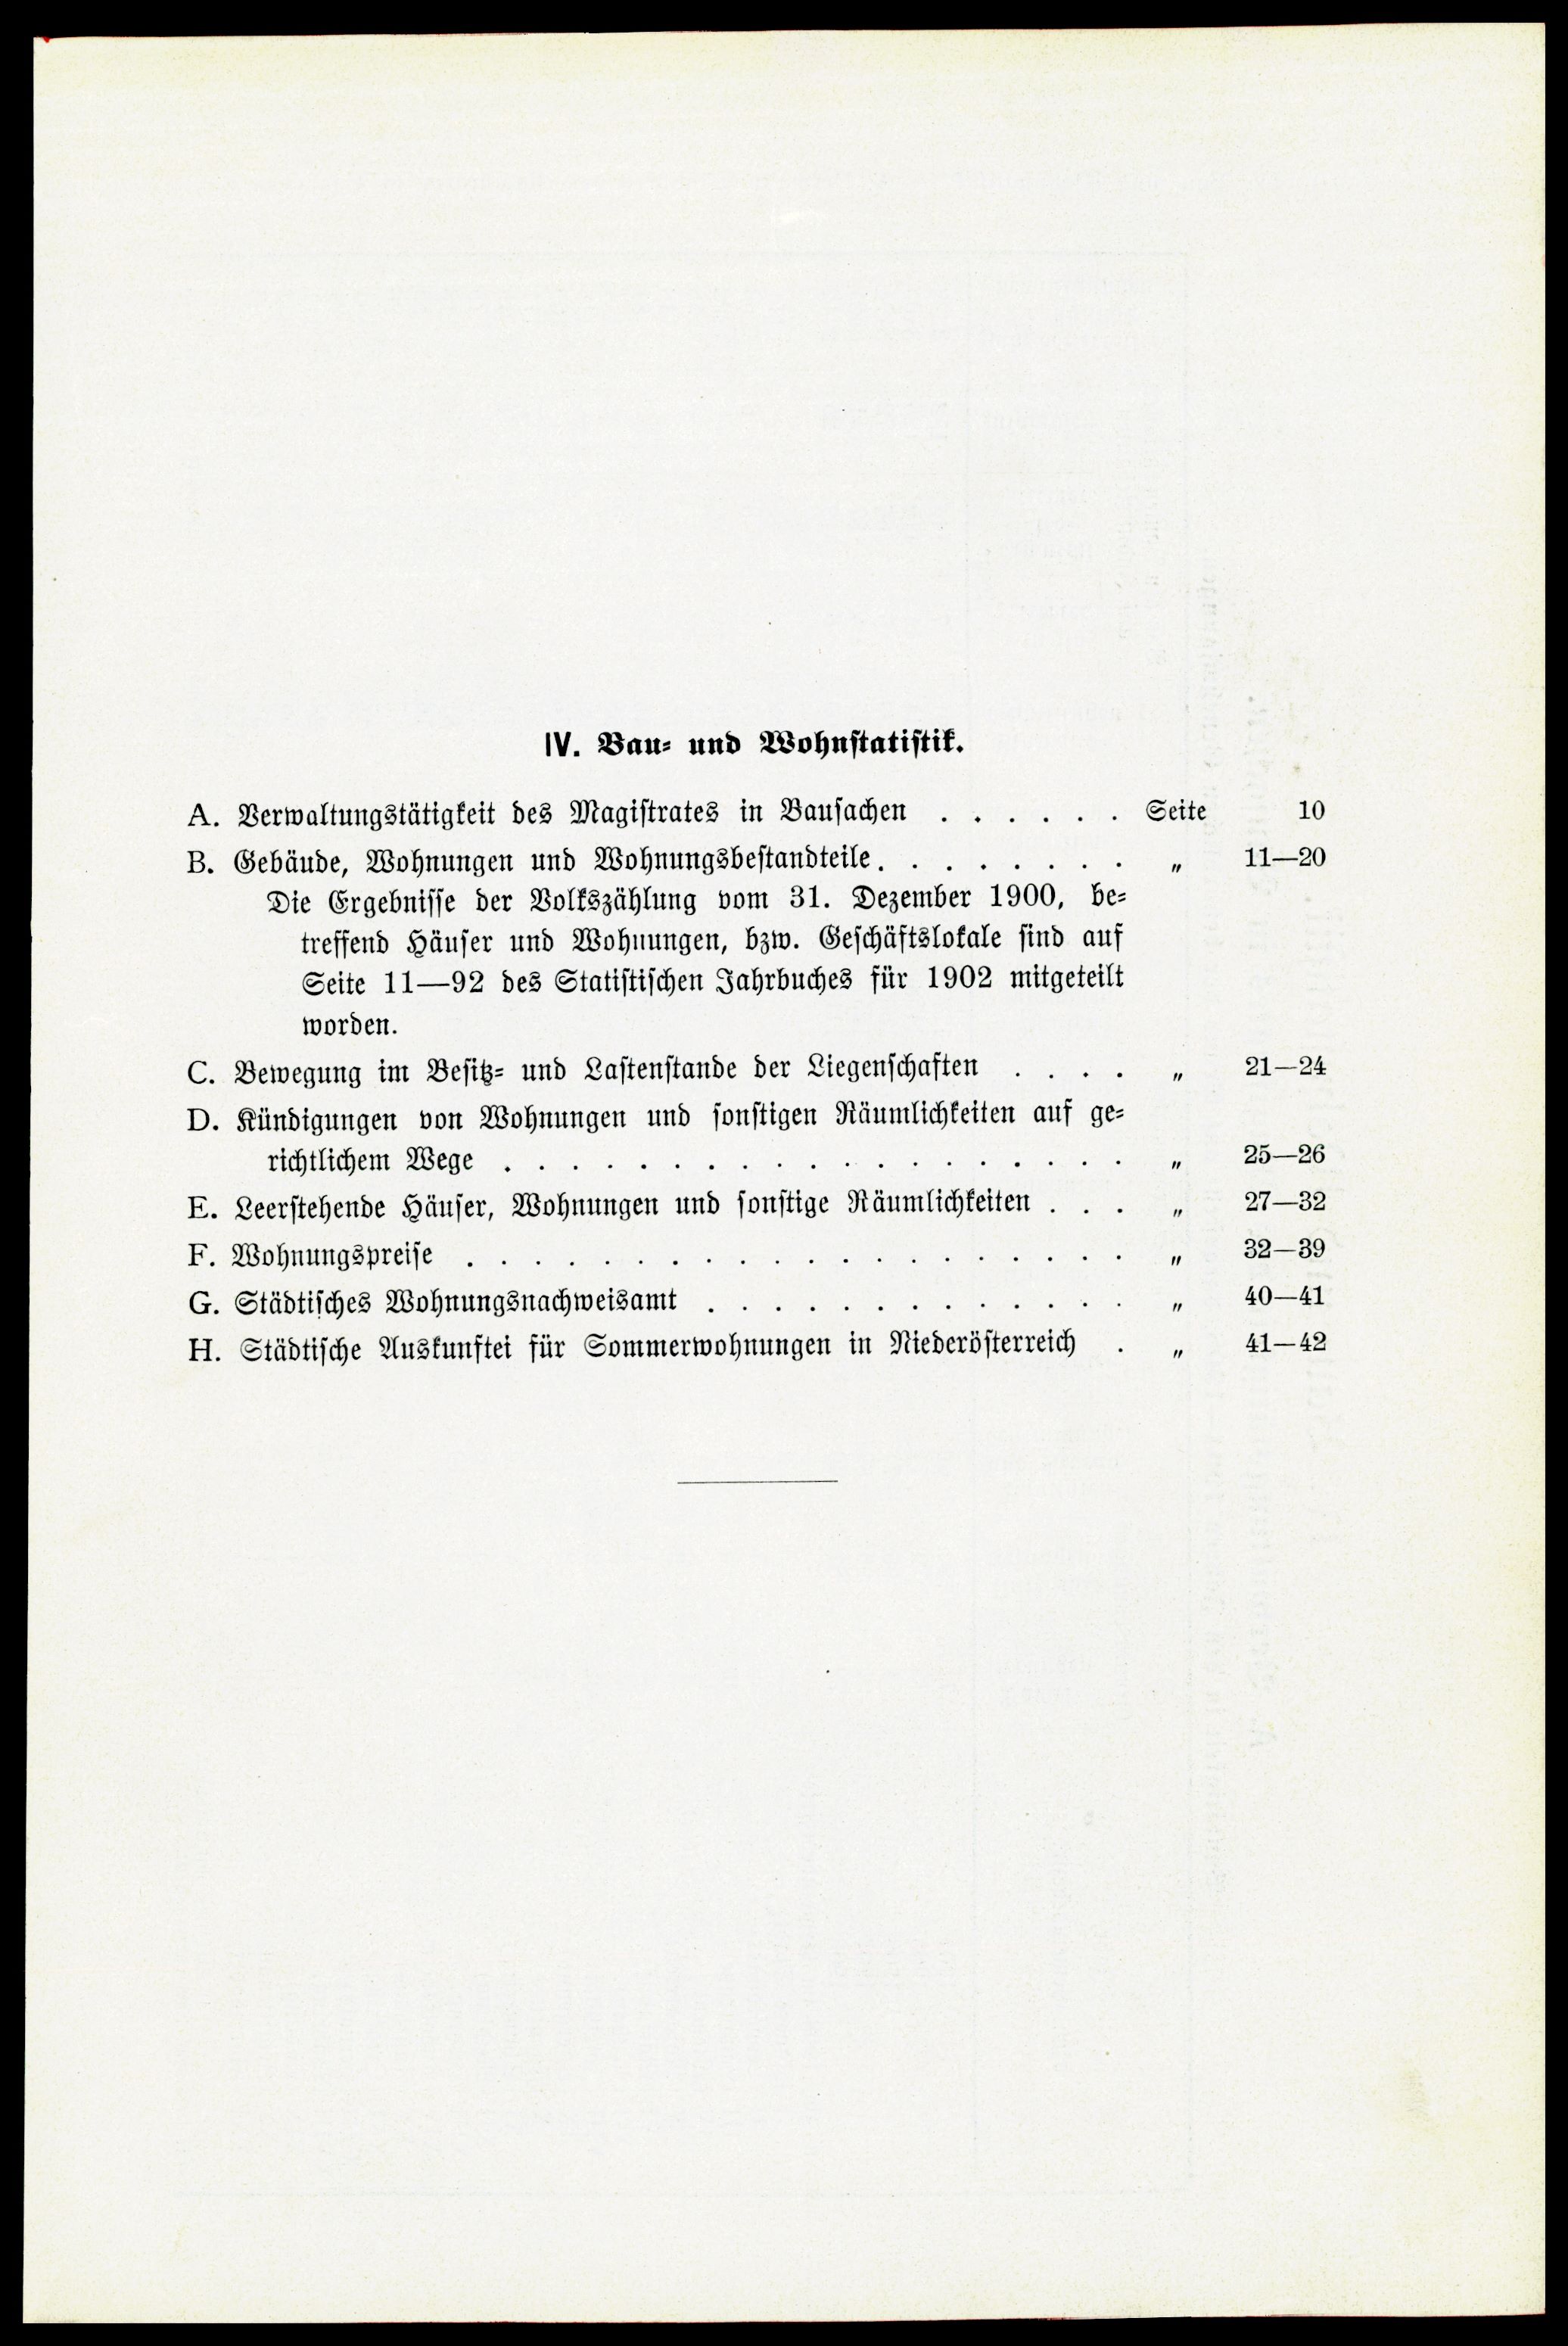 IV. Bau- und Wohnstatistik.
A. Verwaltungstätigkeit des Magistrates in Bausachen . . . . . . Seite 10
B. Gebäude, Wohnungen und Wohnungsbestandteile. . . . . . . . „ 11—20
Die Ergebnisse der Volkszählung vom 31. Dezember 1900, be-
treffend Häuser und Wohnungen, bzw. Geschäftslokale sind auf
Seite 11—92 des Statistischen Jahrbuches für 1902 mitgeteilt
worden.
C. Bewegung im Besitz- und Lastenstande der Liegenschaften . . . . „ 21—24
D. Kündigungen von Wohnungen und sonstigen Räumlichkeiten auf ge-
richtlichem Wege . . . . . . . . . . . . . . . . . . . „ 25—26
E. Leerstehende Häuser, Wohnungen und sonstige Räumlichkeiten . . . „ 27—32
F. Wohnungspreise . . . . . . . . . . . . . . . . . . . . „ 32—39
G. Städtisches Wohnungsnachweisamt . . . . . . . . . . . . . „ 40—41
H. Städtische Auskunftei für Sommerwohnungen in Niederösterreich . „ 41—42